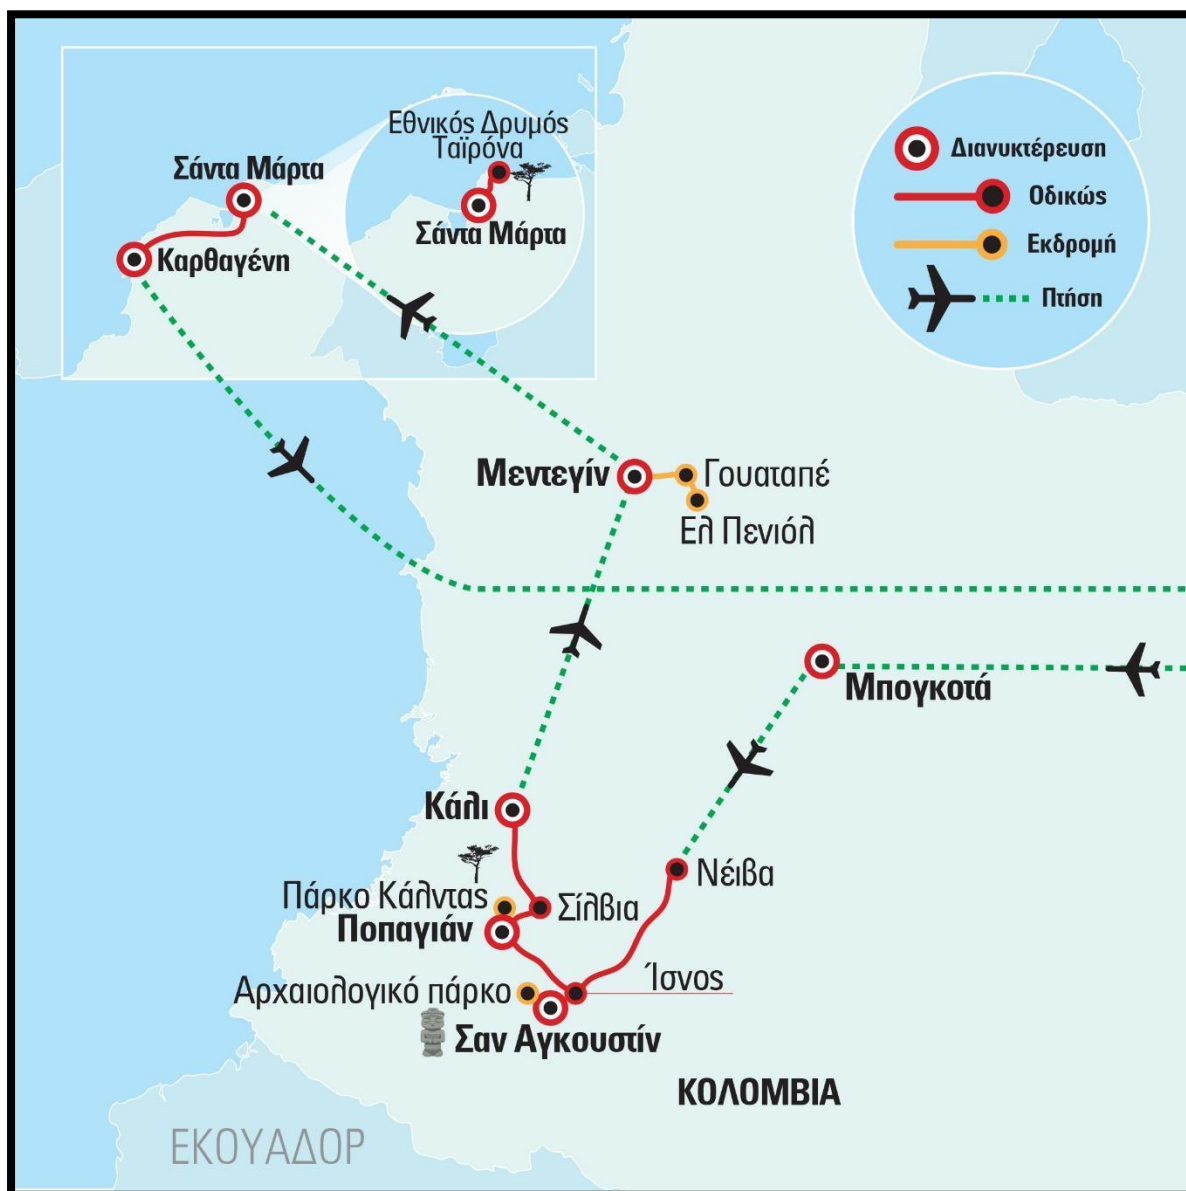 Εθνικός Δρυμός
Ταϊρόνα
Σάντα Μάρτα
Σάντα Μάρτα
Καρθαγένη
Διανυκτέρευση
Οδικώς
Εκδρομή
Πτήση
Μεντεγίν
Γουαταπέ
Ελ Πενιόλ
Μπογκοτά
Κάλι
Νέιβα
Πάρκο Κάλντας
Σίλβια
Ποπαγιάν
Αρχαιολογικό πάρκο
Ίσνος
Σαν Αγκουστίν
ΚΟΛΟΜΒΙΑ
ΕΚΟΥΑΔΟΡ